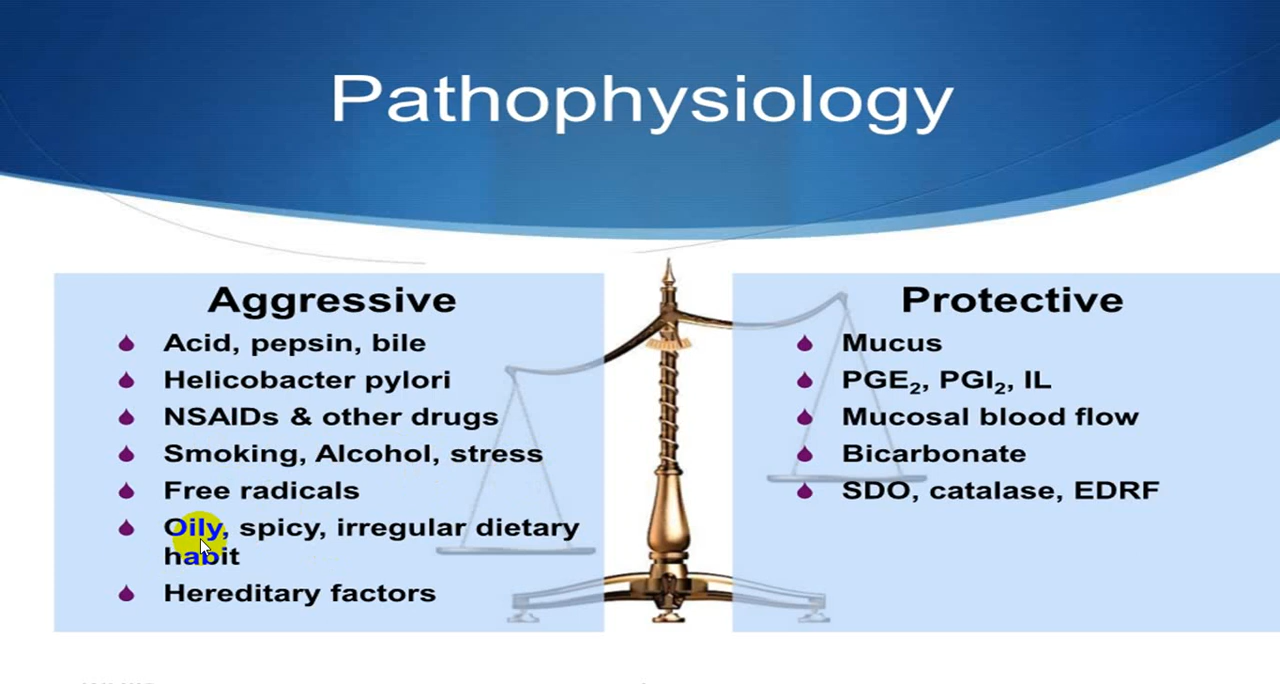 Pathophysiology
Aggressive
Acid, pepsin, bile
Helicobacter pylori
NSAIDs & other drugs
Smoking, Alcohol, stress
Free radicals
Oily, spicy, irregular dietary
habit
Hereditary factors
Protective
Mucus
PGE₂, PGI₂, IL
Mucosal blood flow
Bicarbonate
SDO, catalase, EDRF